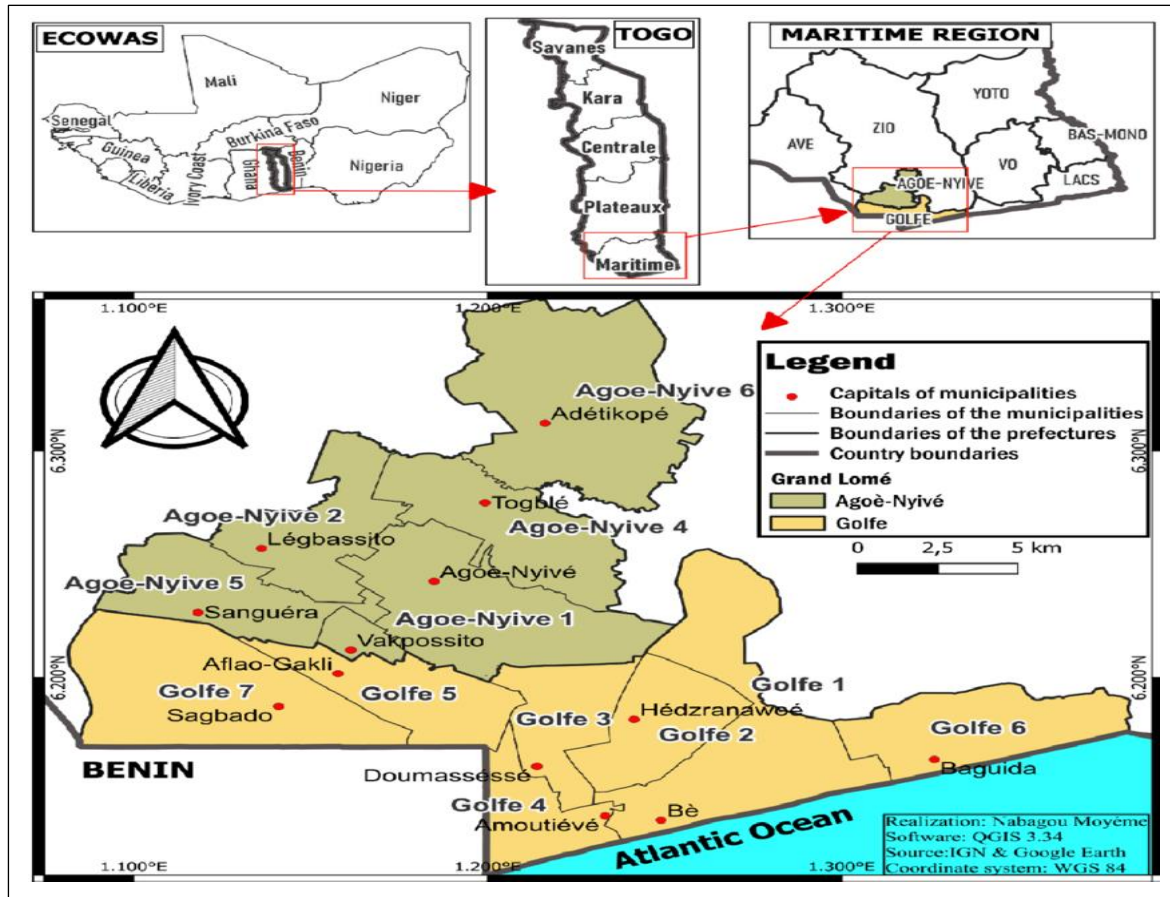 ECOWAS
Mali
Niger
Senegal
Burkina Faso
Guinea
Ivory Coast
Ghana
Benin
Nigeria
Liberia
TOGO
Savanes
Kara
Centrale
Plateaux
Maritime
MARITIME REGION
YOTO
ZIO
BAS-MONO
AVE
VO
AGOE-NYIVE
LACS
GOLFE
1.100°E
1.200°E
1.300°E
6.300°N
6.300°N
6.200°N
6.200°N
Legend
Capitals of municipalities
Boundaries of the municipalities
Boundaries of the prefectures
Country boundaries
Grand Lomé
Agoè-Nyivé
Golfe
0 2,5 5 km
Agoe-Nyive 6
Adétikopé
Togblé
Agoe-Nyive 2
Agoe-Nyive 4
Légbassito
Agoè-Nyivé
Agoe-Nyive 5
Sanguéra
Agoe-Nyive 1
Vakpossito
Aflao-Gakli
Golfe 7
Golfe 5
Golfe 1
Sagbado
Golfe 3
Hédzranawoé
Golfe 2
Golfe 6
BENIN
Doumasséssé
Baguida
Golfe 4
Amoutiévé
Bè
Atlantic Ocean
Realization: Nabagou Moyéme
Software: QGIS 3.34
Source:IGN & Google Earth
Coordinate system: WGS 84
1.100°E
1.200°E
1.300°E